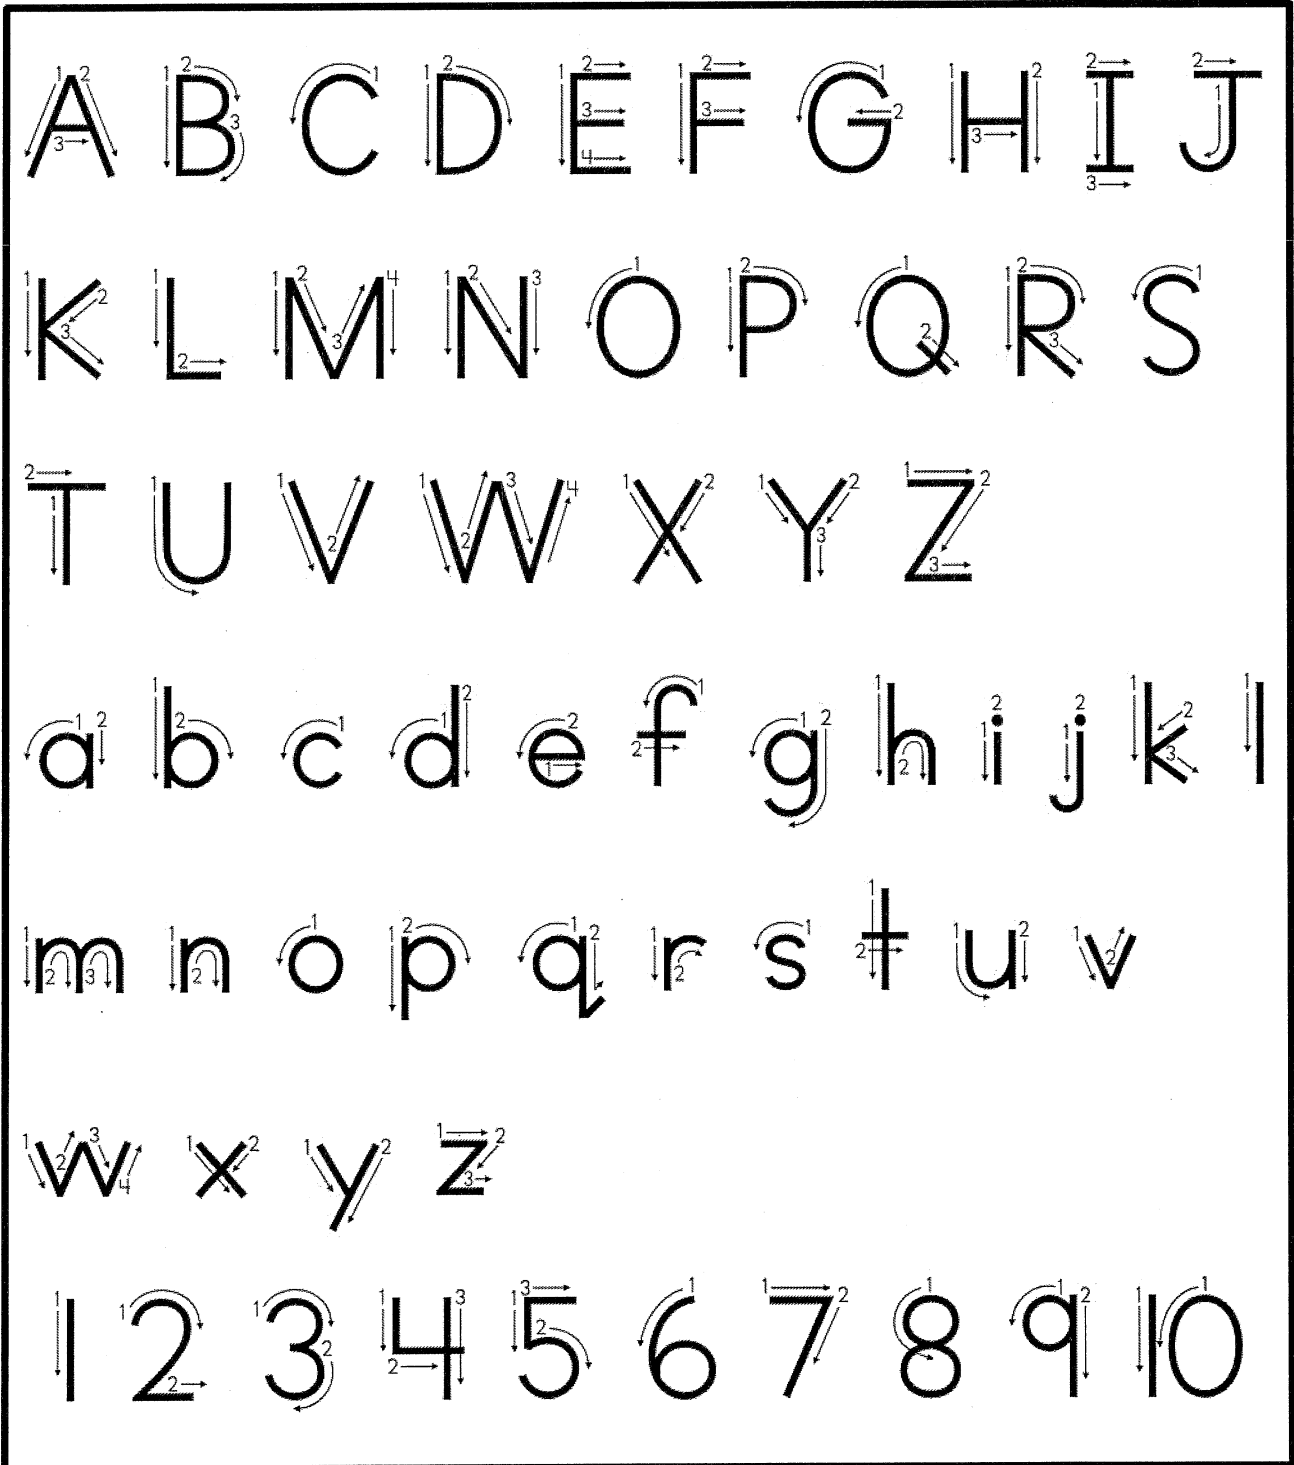 A B C D E F G H I J
K L M N O P Q R S
T U V W X Y Z
a b c d e f g h i j k l
m n o p q r s t u v
w x y z
1 2 3 4 5 6 7 8 9 10